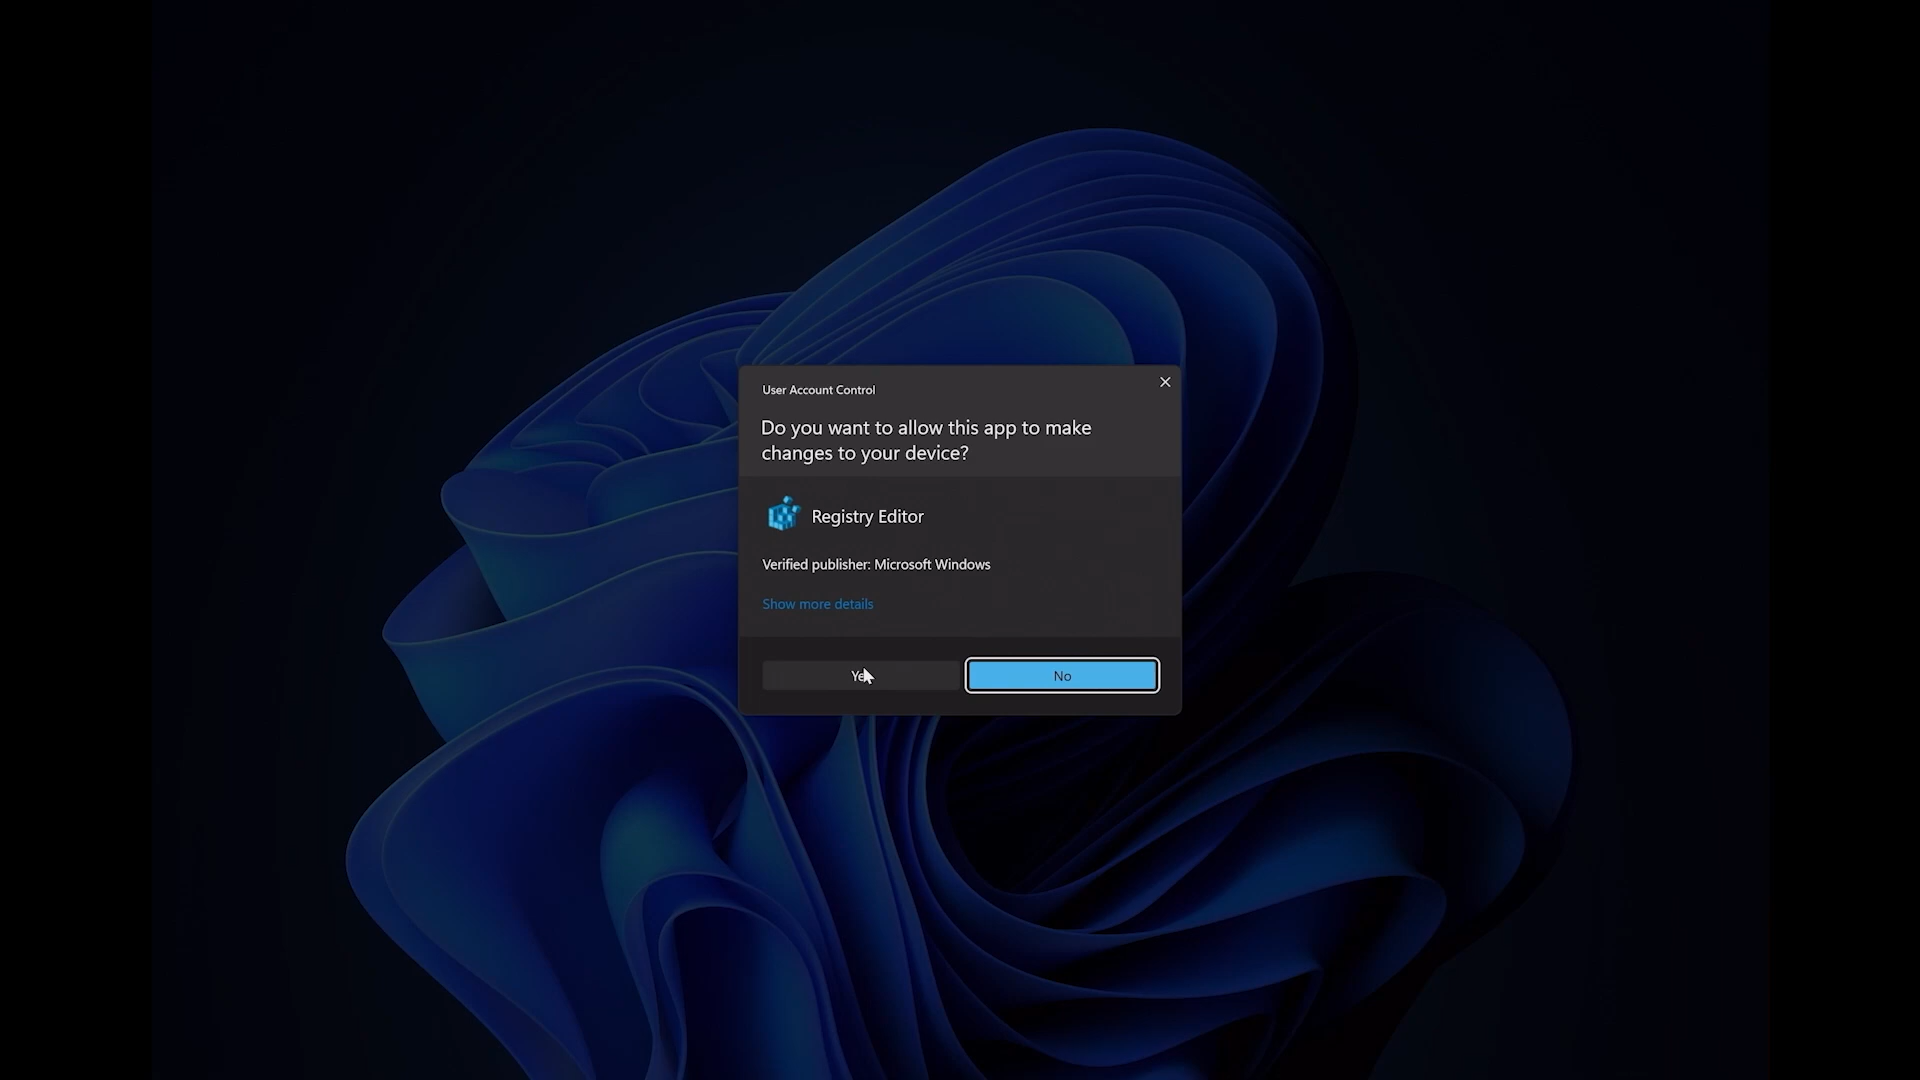 User Account Control
Do you want to allow this app to make
changes to your device?
Registry Editor
Verified publisher: Microsoft Windows
Show more details
No